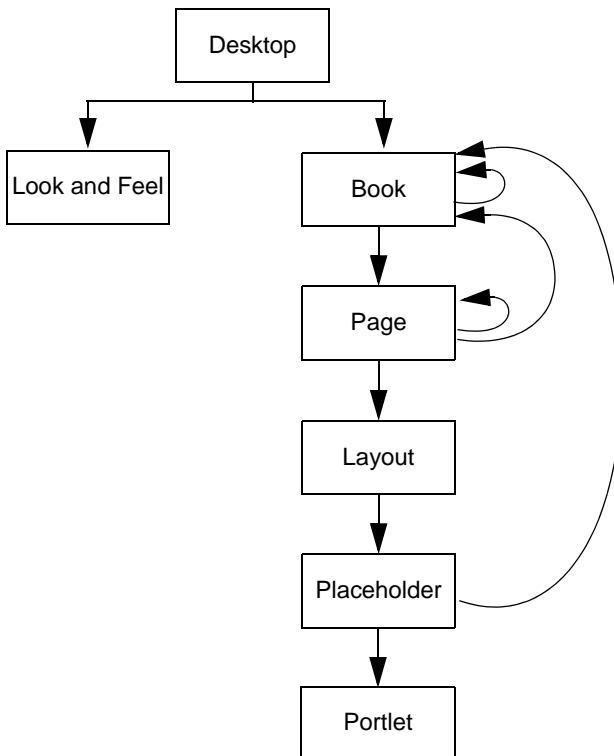 Desktop
Look and Feel
Book
Page
Layout
Placeholder
Portlet